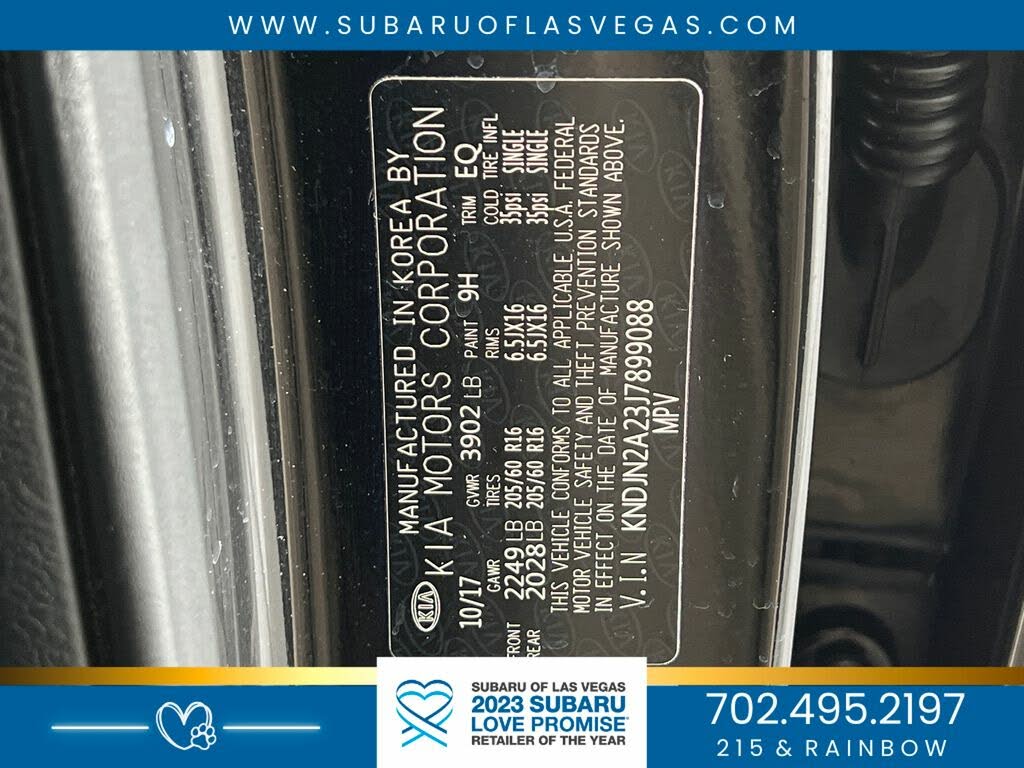 WWW.SUBARUOFLASVEGAS.COM
MANUFACTURED IN KOREA BY
KIA KIA MOTORS CORPORATION
10/17 GVWR 3902 LB PAINT 9H TRIM EQ
GAWR TIRES RIMS COLD TIRE INFL
FRONT 2249 LB 205/60 R16 6.5JX16 35psi SINGLE
REAR 2028 LB 205/60 R16 6.5JX16 35psi SINGLE
THIS VEHICLE CONFORMS TO ALL APPLICABLE U.S.A. FEDERAL
MOTOR VEHICLE SAFETY AND THEFT PREVENTION STANDARDS
IN EFFECT ON THE DATE OF MANUFACTURE SHOWN ABOVE.
V.I.N KNDJN2A23J7899088
MPV
SUBARU OF LAS VEGAS
2023 SUBARU
LOVE PROMISE
RETAILER OF THE YEAR
702.495.2197
215 & RAINBOW